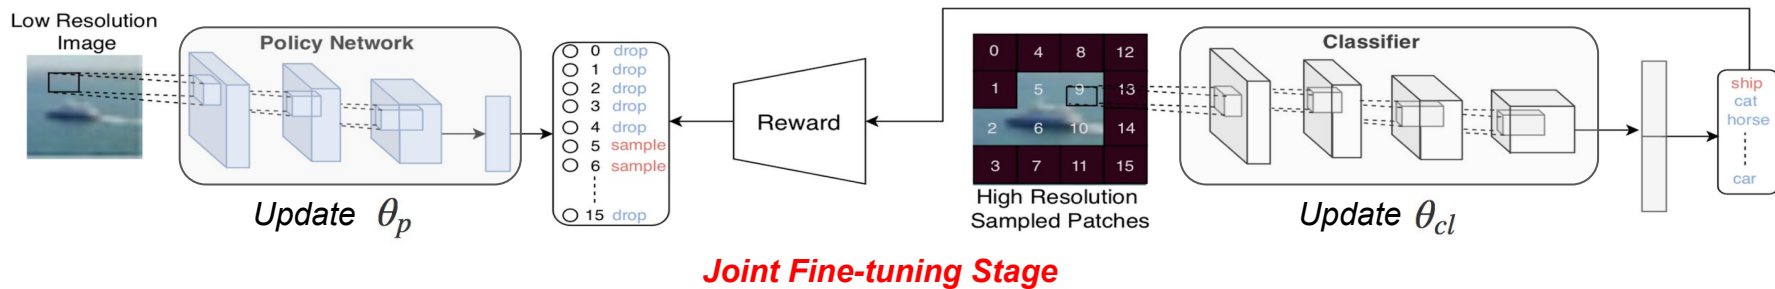 Low Resolution
Image
Policy Network
Update θp
0 drop
1 drop
2 drop
3 drop
4 drop
5 sample
6 sample
15 drop
Reward
0 4 8 12
1 5 9 13
2 6 10 14
3 7 11 15
High Resolution
Sampled Patches
Classifier
Update θcl
ship
cat
horse
car
Joint Fine-tuning Stage